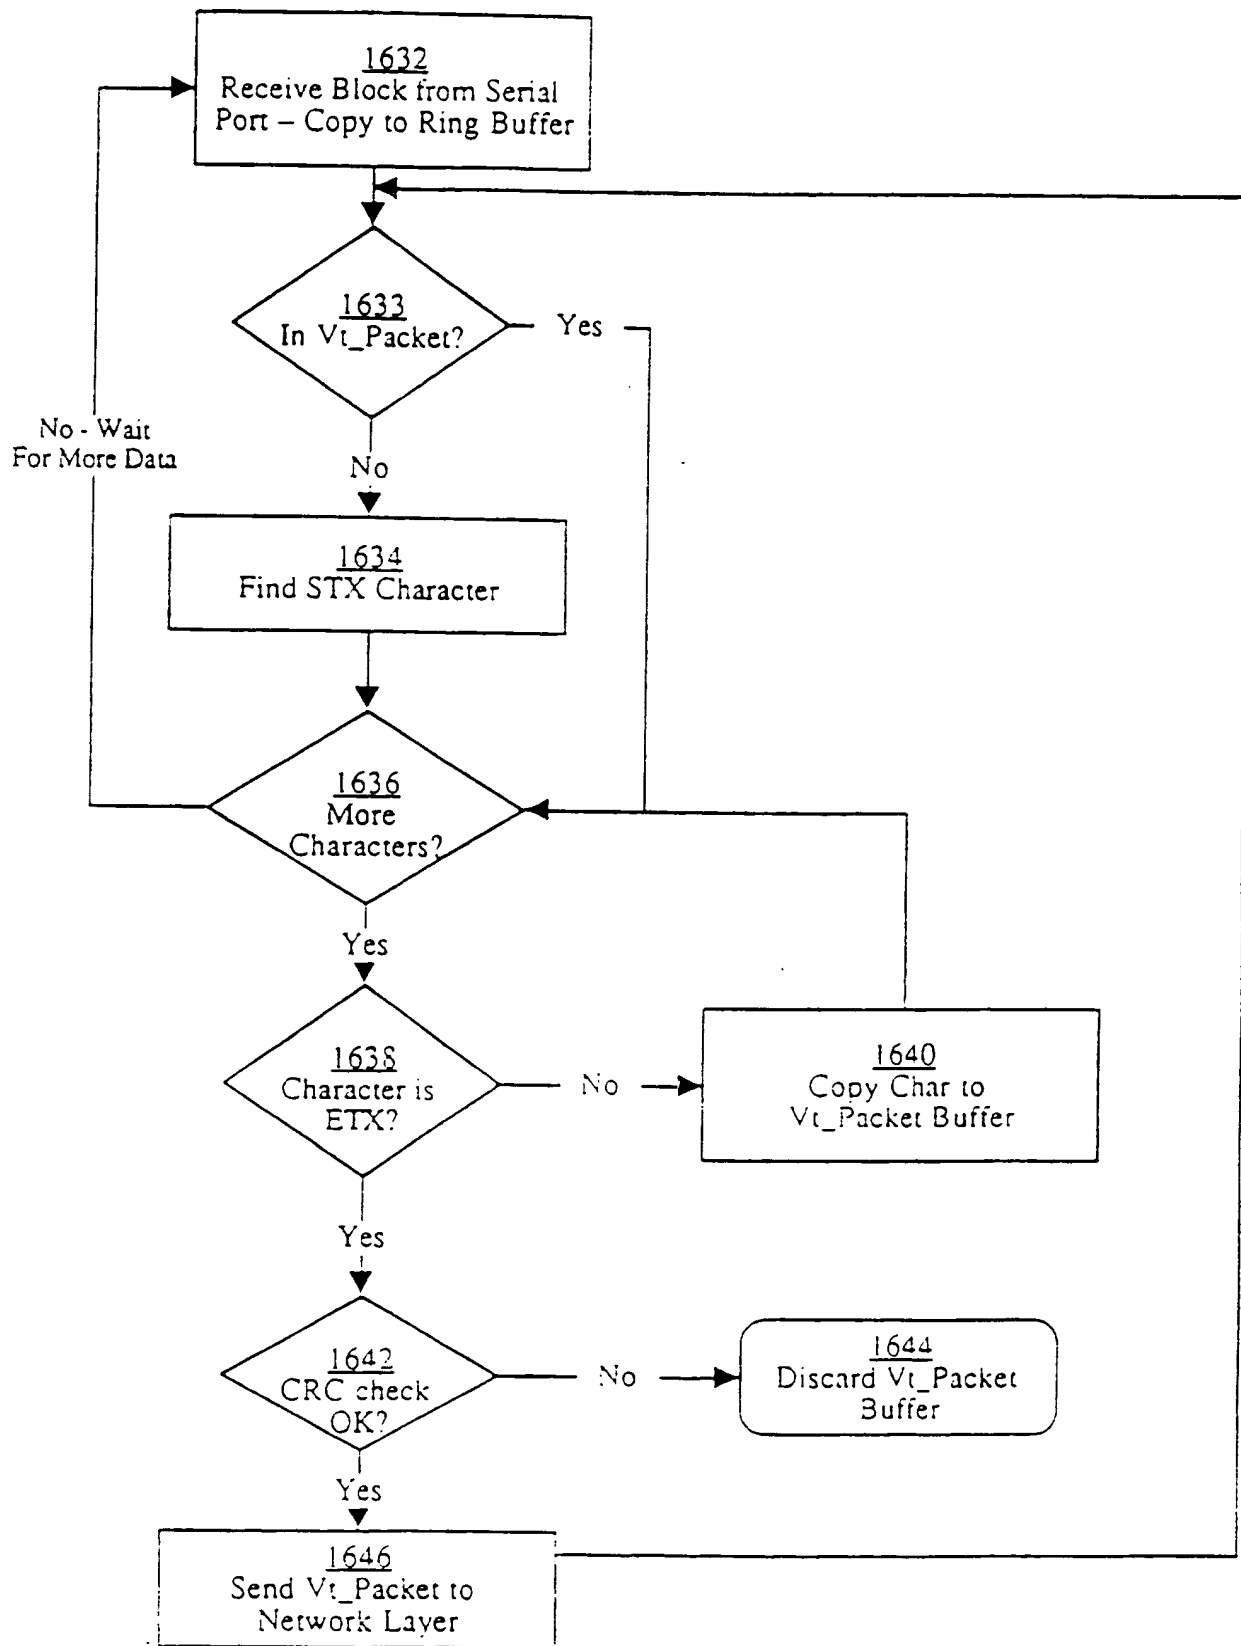 1632
Receive Block from Serial
Port – Copy to Ring Buffer
1633
In Vt_Packet?
Yes
No - Wait
For More Data
No
1634
Find STX Character
1636
More
Characters?
Yes
1638
Character is
ETX?
No
1640
Copy Char to
Vt_Packet Buffer
Yes
1642
CRC check
OK?
No
1644
Discard Vt_Packet
Buffer
Yes
1646
Send Vt_Packet to
Network Layer